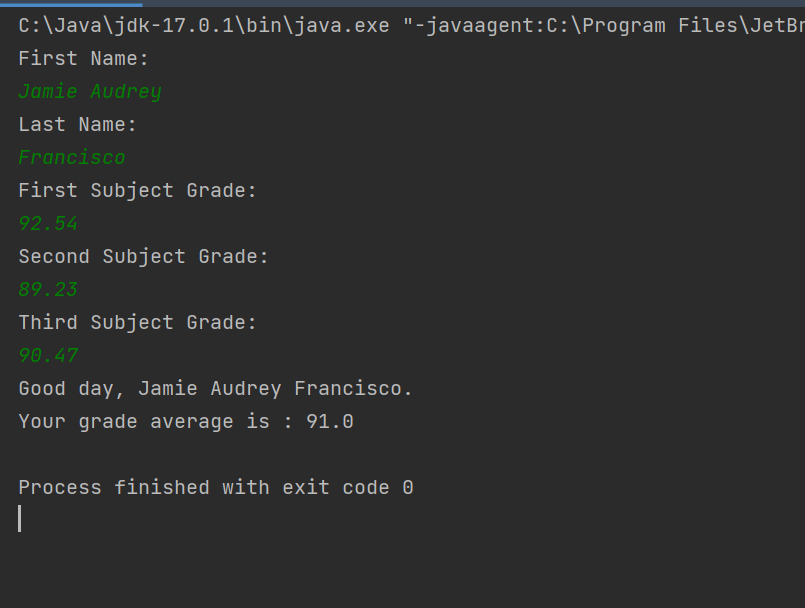 C:\Java\jdk-17.0.1\bin\java.exe "-javaagent:C:\Program Files\JetBr
First Name:
Jamie Audrey
Last Name:
Francisco
First Subject Grade:
92.54
Second Subject Grade:
89.23
Third Subject Grade:
90.47
Good day, Jamie Audrey Francisco.
Your grade average is : 91.0
Process finished with exit code 0